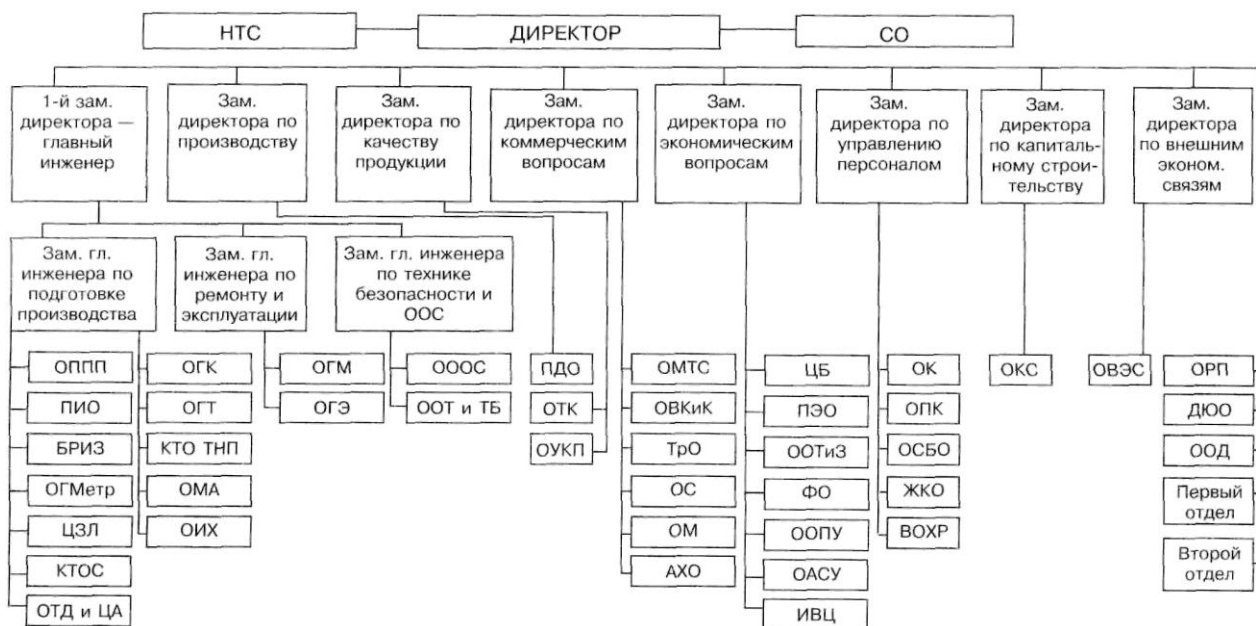 НТС
ДИРЕКТОР
СО
1-й зам.
директора —
главный
инженер
Зам.
директора по
производству
Зам.
директора по
качеству
продукции
Зам.
директора по
коммерческим
вопросам
Зам.
директора по
экономическим
вопросам
Зам.
директора по
управлению
персоналом
Зам.
директора
по капиталь-
ному строи-
тельству
Зам.
директора
по внешним
эконом.
связям
Зам. гл.
инженера по
подготовке
производства
Зам. гл.
инженера по
ремонту и
эксплуатации
Зам. гл. инженера
по технике
безопасности и
ООС
ОППП
ПИО
БРИЗ
ОГМетр
ЦЗЛ
КТОС
ОТД и ЦА
ОГК
ОГТ
КТО ТНП
ОМА
ОИХ
ОГМ
ОГЭ
ОООС
ООТ и ТБ
ПДО
ОТК
ОУКП
ОМТС
ОВКиК
ТрО
ОС
ОМ
АХО
ЦБ
ПЭО
ООТиЗ
ФО
ООПУ
ОАСУ
ИВЦ
ОК
ОПК
ОСБО
ЖКО
ВОХР
ОКС
ОВЭС
ОРП
ДЮО
ООД
Первый
отдел
Второй
отдел